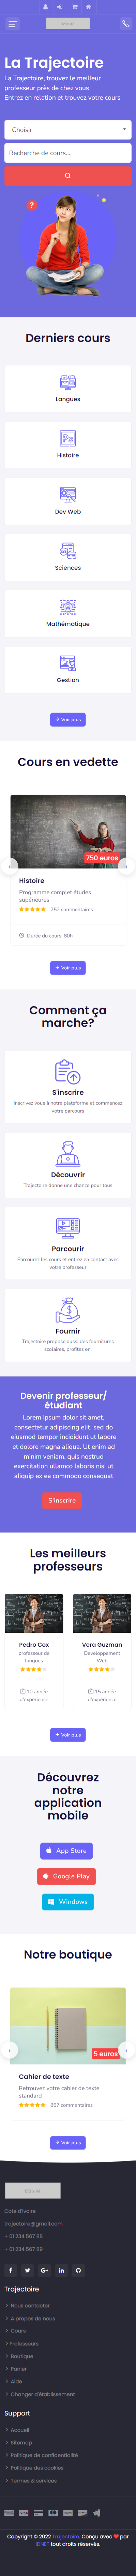 La Trajectoire
La Trajectoire, trouvez le meilleur
professeur près de chez vous
Entrez en relation et trouvez votre cours
Choisir
Recherche de cours....
Derniers cours
Langues
Histoire
Dev Web
Sciences
Mathématique
Gestion
Voir plus
Cours en vedette
750 euros
Histoire
Programme complet études
supérieures
752 commentaires
Durée du cours: 80h
Voir plus
Comment ça
marche?
S'inscrire
Inscrivez vous à notre plateforme et commencez
votre parcours
Découvrir
Trajectoire donne une chance pour tous
Parcourir
Parcourez les cours et entrez en contact avec
votre professeur
Fournir
Trajectoire propose aussi des fournitures
scolaires, profitez en!
Devenir professeur/
étudiant
Lorem ipsum dolor sit amet,
consectetur adipiscing elit, sed do
eiusmod tempor incididunt ut labore
et dolore magna aliqua. Ut enim ad
minim veniam, quis nostrud
exercitation ullamco laboris nisi ut
aliquip ex ea commodo consequat
S'inscrire
Les meilleurs
professeurs
Pedro Cox
professeur de
langues
10 année
d'expérience
Vera Guzman
Developpement
Web
15 année
d'expérience
Voir plus
Découvrez
notre
application
mobile
App Store
Google Play
Windows
Notre boutique
5 euros
Cahier de texte
Retrouvez votre cahier de texte
standard
867 commentaires
Voir plus
Cote d'ivoire
trajectoire@gmail.com
+ 01 234 567 88
+ 01 234 567 89
Trajectoire
Nous contacter
A propos de nous
Cours
Professeurs
Boutique
Panier
Aide
Changer d'établissement
Support
Accueil
Sitemap
Politique de confidentialité
Politique des cookies
Termes & services
Copyright © 2022 Trajectoire. Conçu avec ❤ par
tout droits réservés.